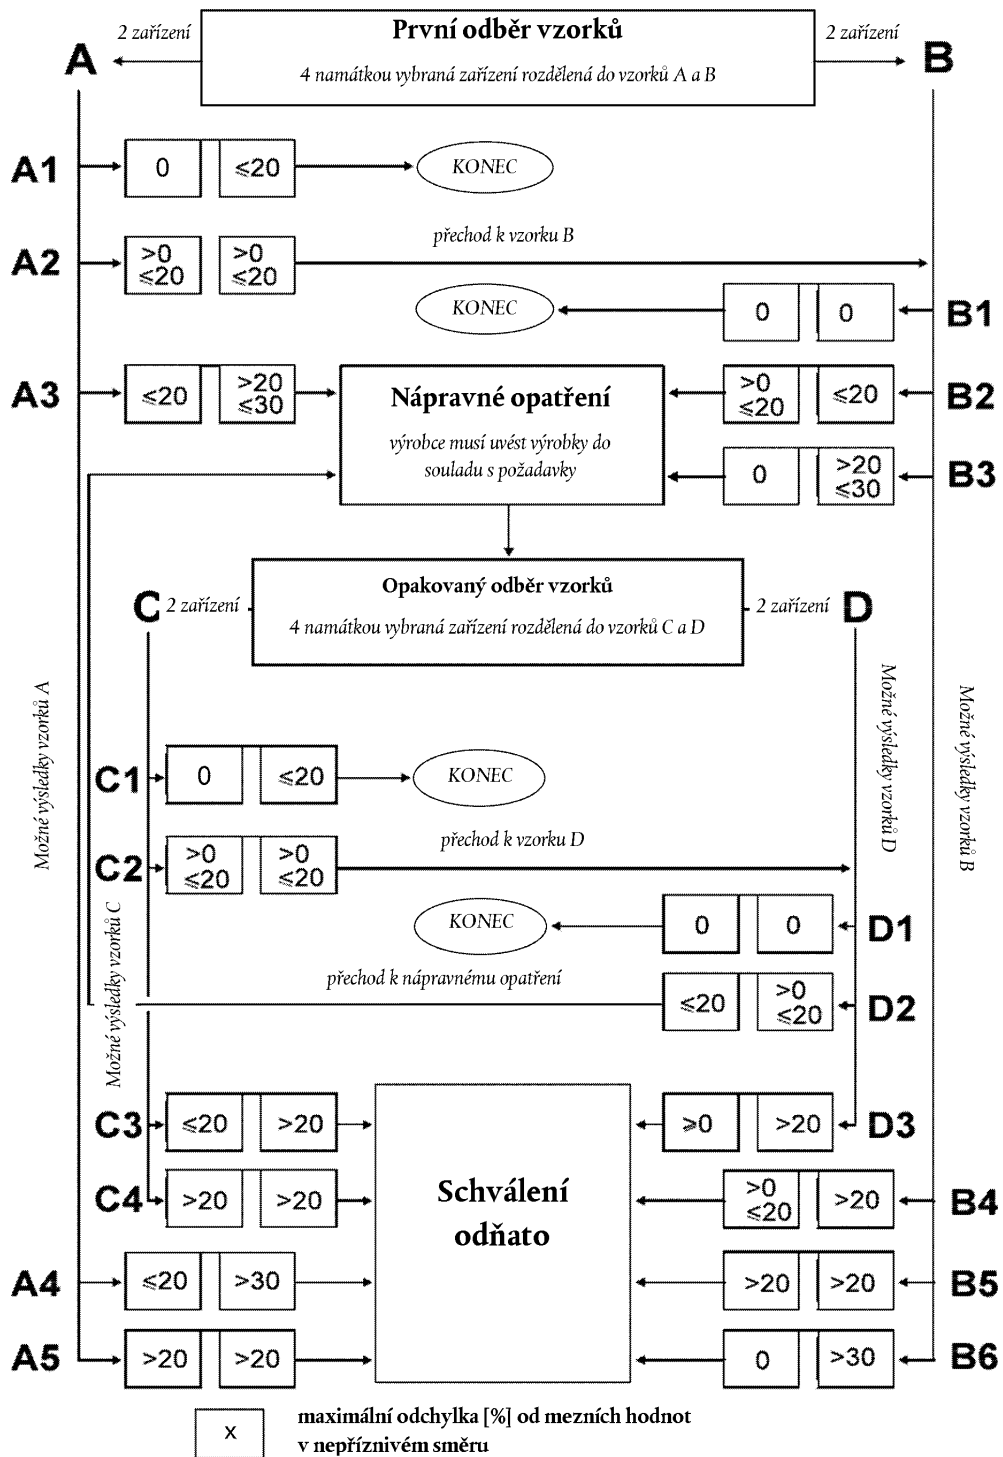 2 zařízení
První odběr vzorků
2 zařízení
A
4 namátkou vybraná zařízení rozdělená do vzorků A a B
B
A1
0
≤20
KONEC
A2
>0
≤20
>0
≤20
přechod k vzorku B
KONEC
0
0
B1
A3
≤20
>20
≤30
Nápravné opatření
výrobce musí uvést výrobky do
souladu s požadavky
>0
≤20
≤20
B2
0
>20
≤30
B3
C
2 zařízení
Opakovaný odběr vzorků
4 namátkou vybraná zařízení rozdělená do vzorků C a D
2 zařízení
D
Možné výsledky vzorků A
Možné výsledky vzorků D
Možné výsledky vzorků B
C1
0
≤20
KONEC
C2
>0
≤20
>0
≤20
přechod k vzorku D
Možné výsledky vzorků C
KONEC
0
0
D1
přechod k nápravnému opatření
≤20
>0
≤20
D2
C3
≤20
>20
Schválení
odňato
≥0
>20
D3
C4
>20
>20
>0
≤20
>20
B4
A4
≤20
>30
>20
>20
B5
A5
>20
>20
0
>30
B6
x
maximální odchylka [%] od mezních hodnot
v nepříznivém směru